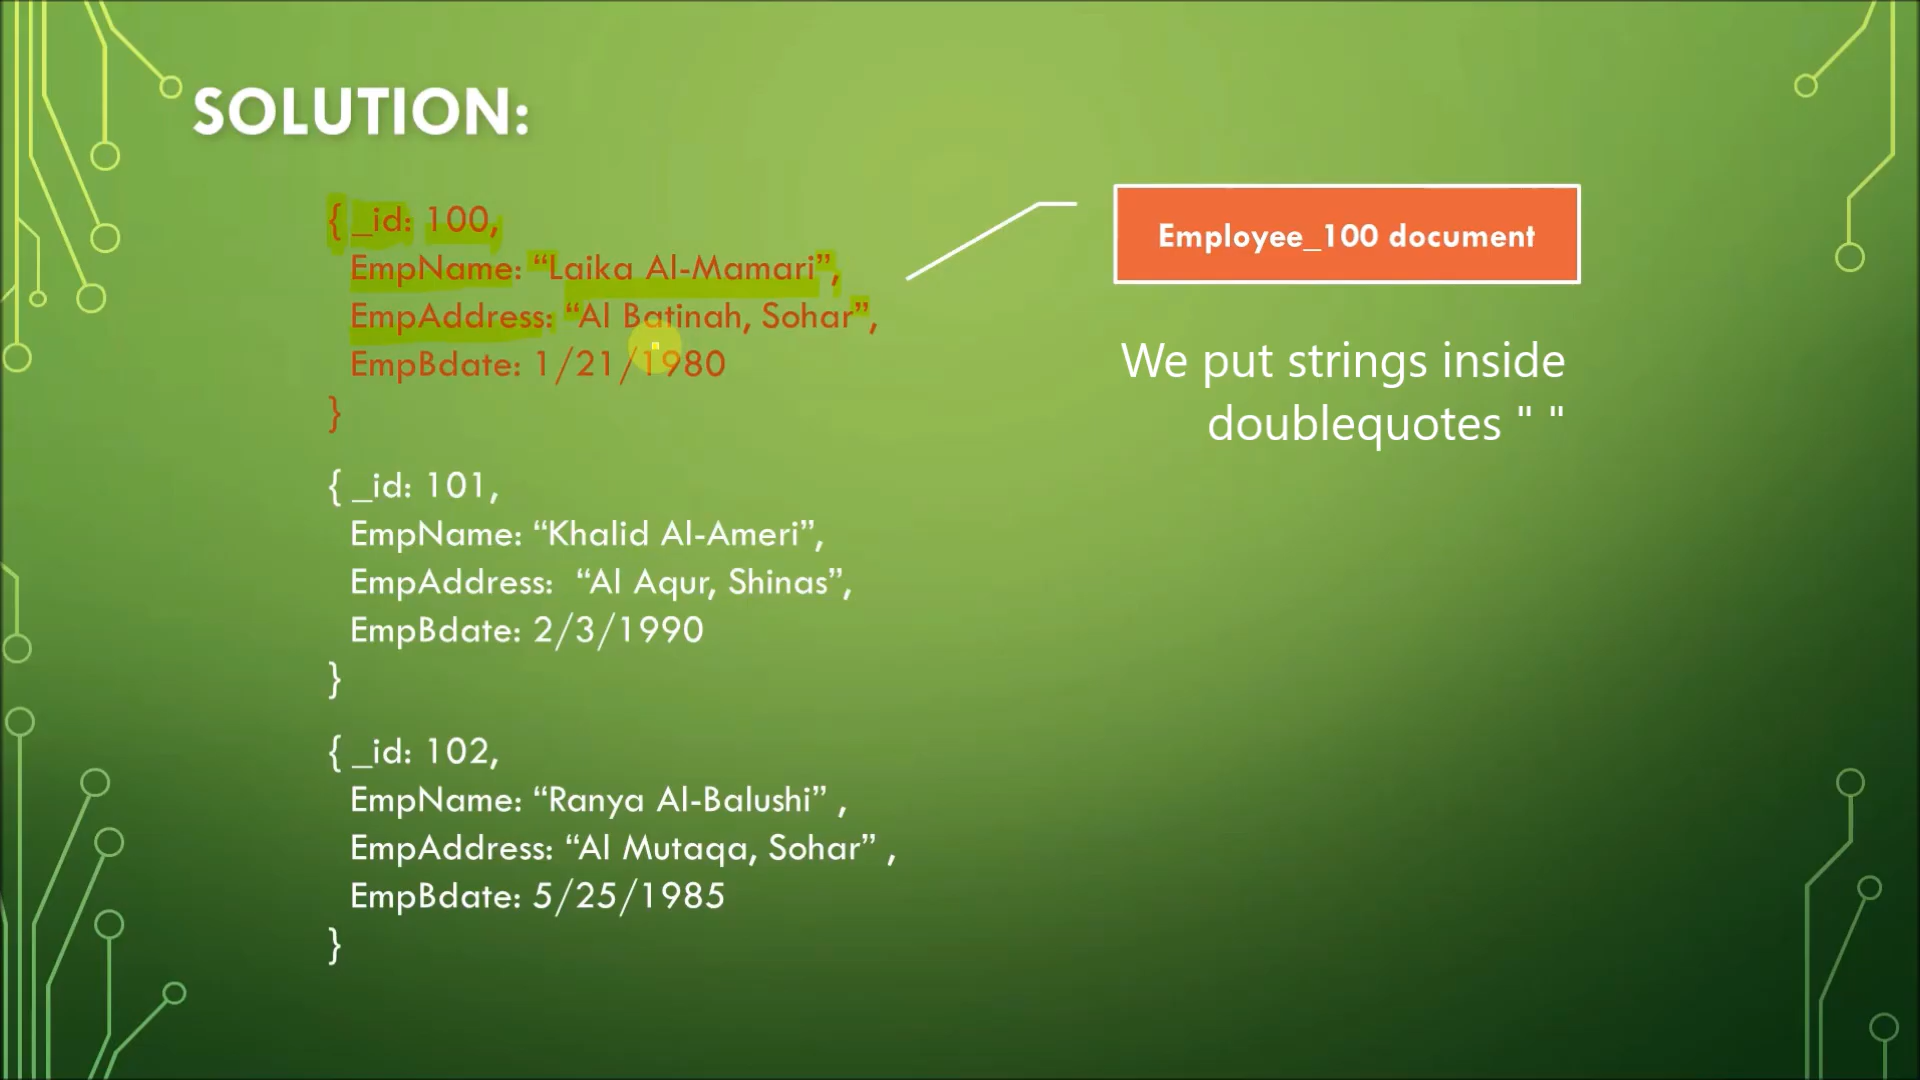 SOLUTION:
{ _id: 100,
EmpName: “Laika Al-Mamari”,
EmpAddress: “Al Batinah, Sohar”,
EmpBdate: 1/21/1980
}
{ _id: 101,
EmpName: “Khalid Al-Ameri”,
EmpAddress: “Al Aqur, Shinas”,
EmpBdate: 2/3/1990
}
{ _id: 102,
EmpName: “Ranya Al-Balushi” ,
EmpAddress: “Al Mutaqa, Sohar” ,
EmpBdate: 5/25/1985
}
Employee_100 document
We put strings inside
doublequotes " "